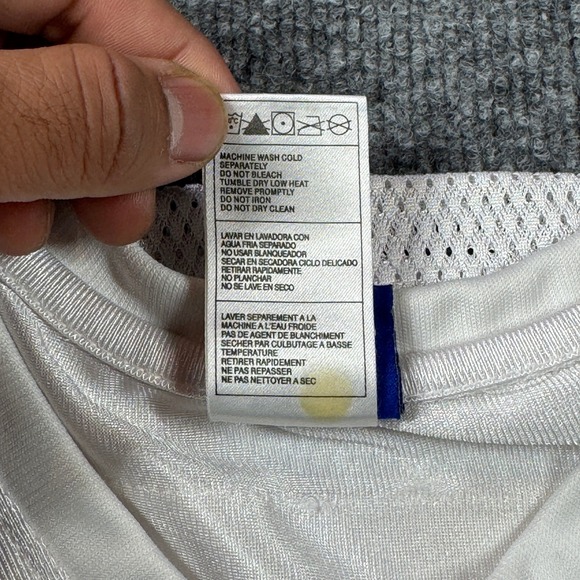 MACHINE WASH COLD
SEPARATELY
DO NOT BLEACH
TUMBLE DRY LOW HEAT
REMOVE PROMPTLY
DO NOT IRON
DO NOT DRY CLEAN
LAVAR EN LAVADORA CON
AGUA FRIA SEPARADO
NO USAR BLANQUEADOR
SECAR EN SECADORA CICLO DELICADO
RETIRAR RAPIDAMENTE
NO PLANCHAR
NO SE LAVE EN SECO
LAVER SEPAREMENT A LA
MACHINE A L'EAU FROIDE
PAS DE AGENT DE BLANCHIMENT
SECHER PAR CULBUTAGE A BASSE
TEMPERATURE
RETIRER RAPIDEMENT
NE PAS REPASSER
NE PAS NETTOYER A SEC